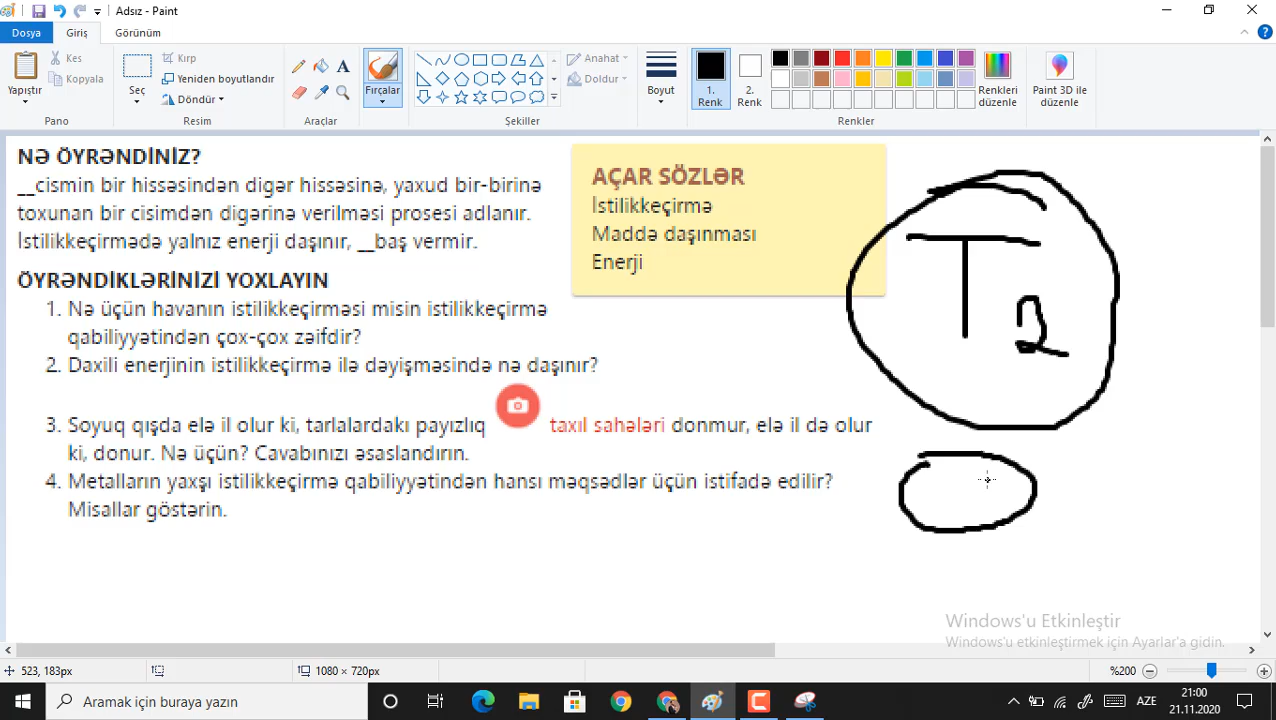 Adsız - Paint
Dosya
Giriş
Görünüm
Yapıştır
Kes
Kopyala
Pano
Seç
Kırp
Yeniden boyutlandır
Döndür
Resim
A
Araçlar
Fırçalar
Anahat
Doldur
Şekiller
Boyut
1. Renk
2. Renk
Renkleri düzenle
Paint 3D ile düzenle
Renkler
NƏ ÖYRƏNDİNİZ?
__cismin bir hissəsindən digər hissəsinə, yaxud bir-birinə
toxunan bir cisimdən digərinə verilməsi prosesi adlanır.
İstilikkeçirmədə yalnız enerji daşınır, __baş vermir.
AÇAR SÖZLƏR
İstilikkeçirmə
Maddə daşınması
Enerji
ÖYRƏNDİKLƏRİNİZİ YOXLAYIN
1. Nə üçün havanın istilikkeçirməsi misin istilikkeçirmə
qabiliyyətindən çox-çox zəifdir?
2. Daxili enerjinin istilikkeçirmə ilə dəyişməsində nə daşınır?
3. Soyuq qışda elə il olur ki, tarlalardakı payızlıq taxıl sahələri donmur, elə il də olur
ki, donur. Nə üçün? Cavabınızı əsaslandırın.
4. Metalların yaxşı istilikkeçirmə qabiliyyətindən hansı məqsədlər üçün istifadə edilir?
Misallar göstərin.
T 2
Windows'u Etkinleştir
Windows'u etkinleştirmek için Ayarlar'a gidin.
523, 183px
1080 × 720px
%200
Aramak için buraya yazın
AZE
21:00
21.11.2020